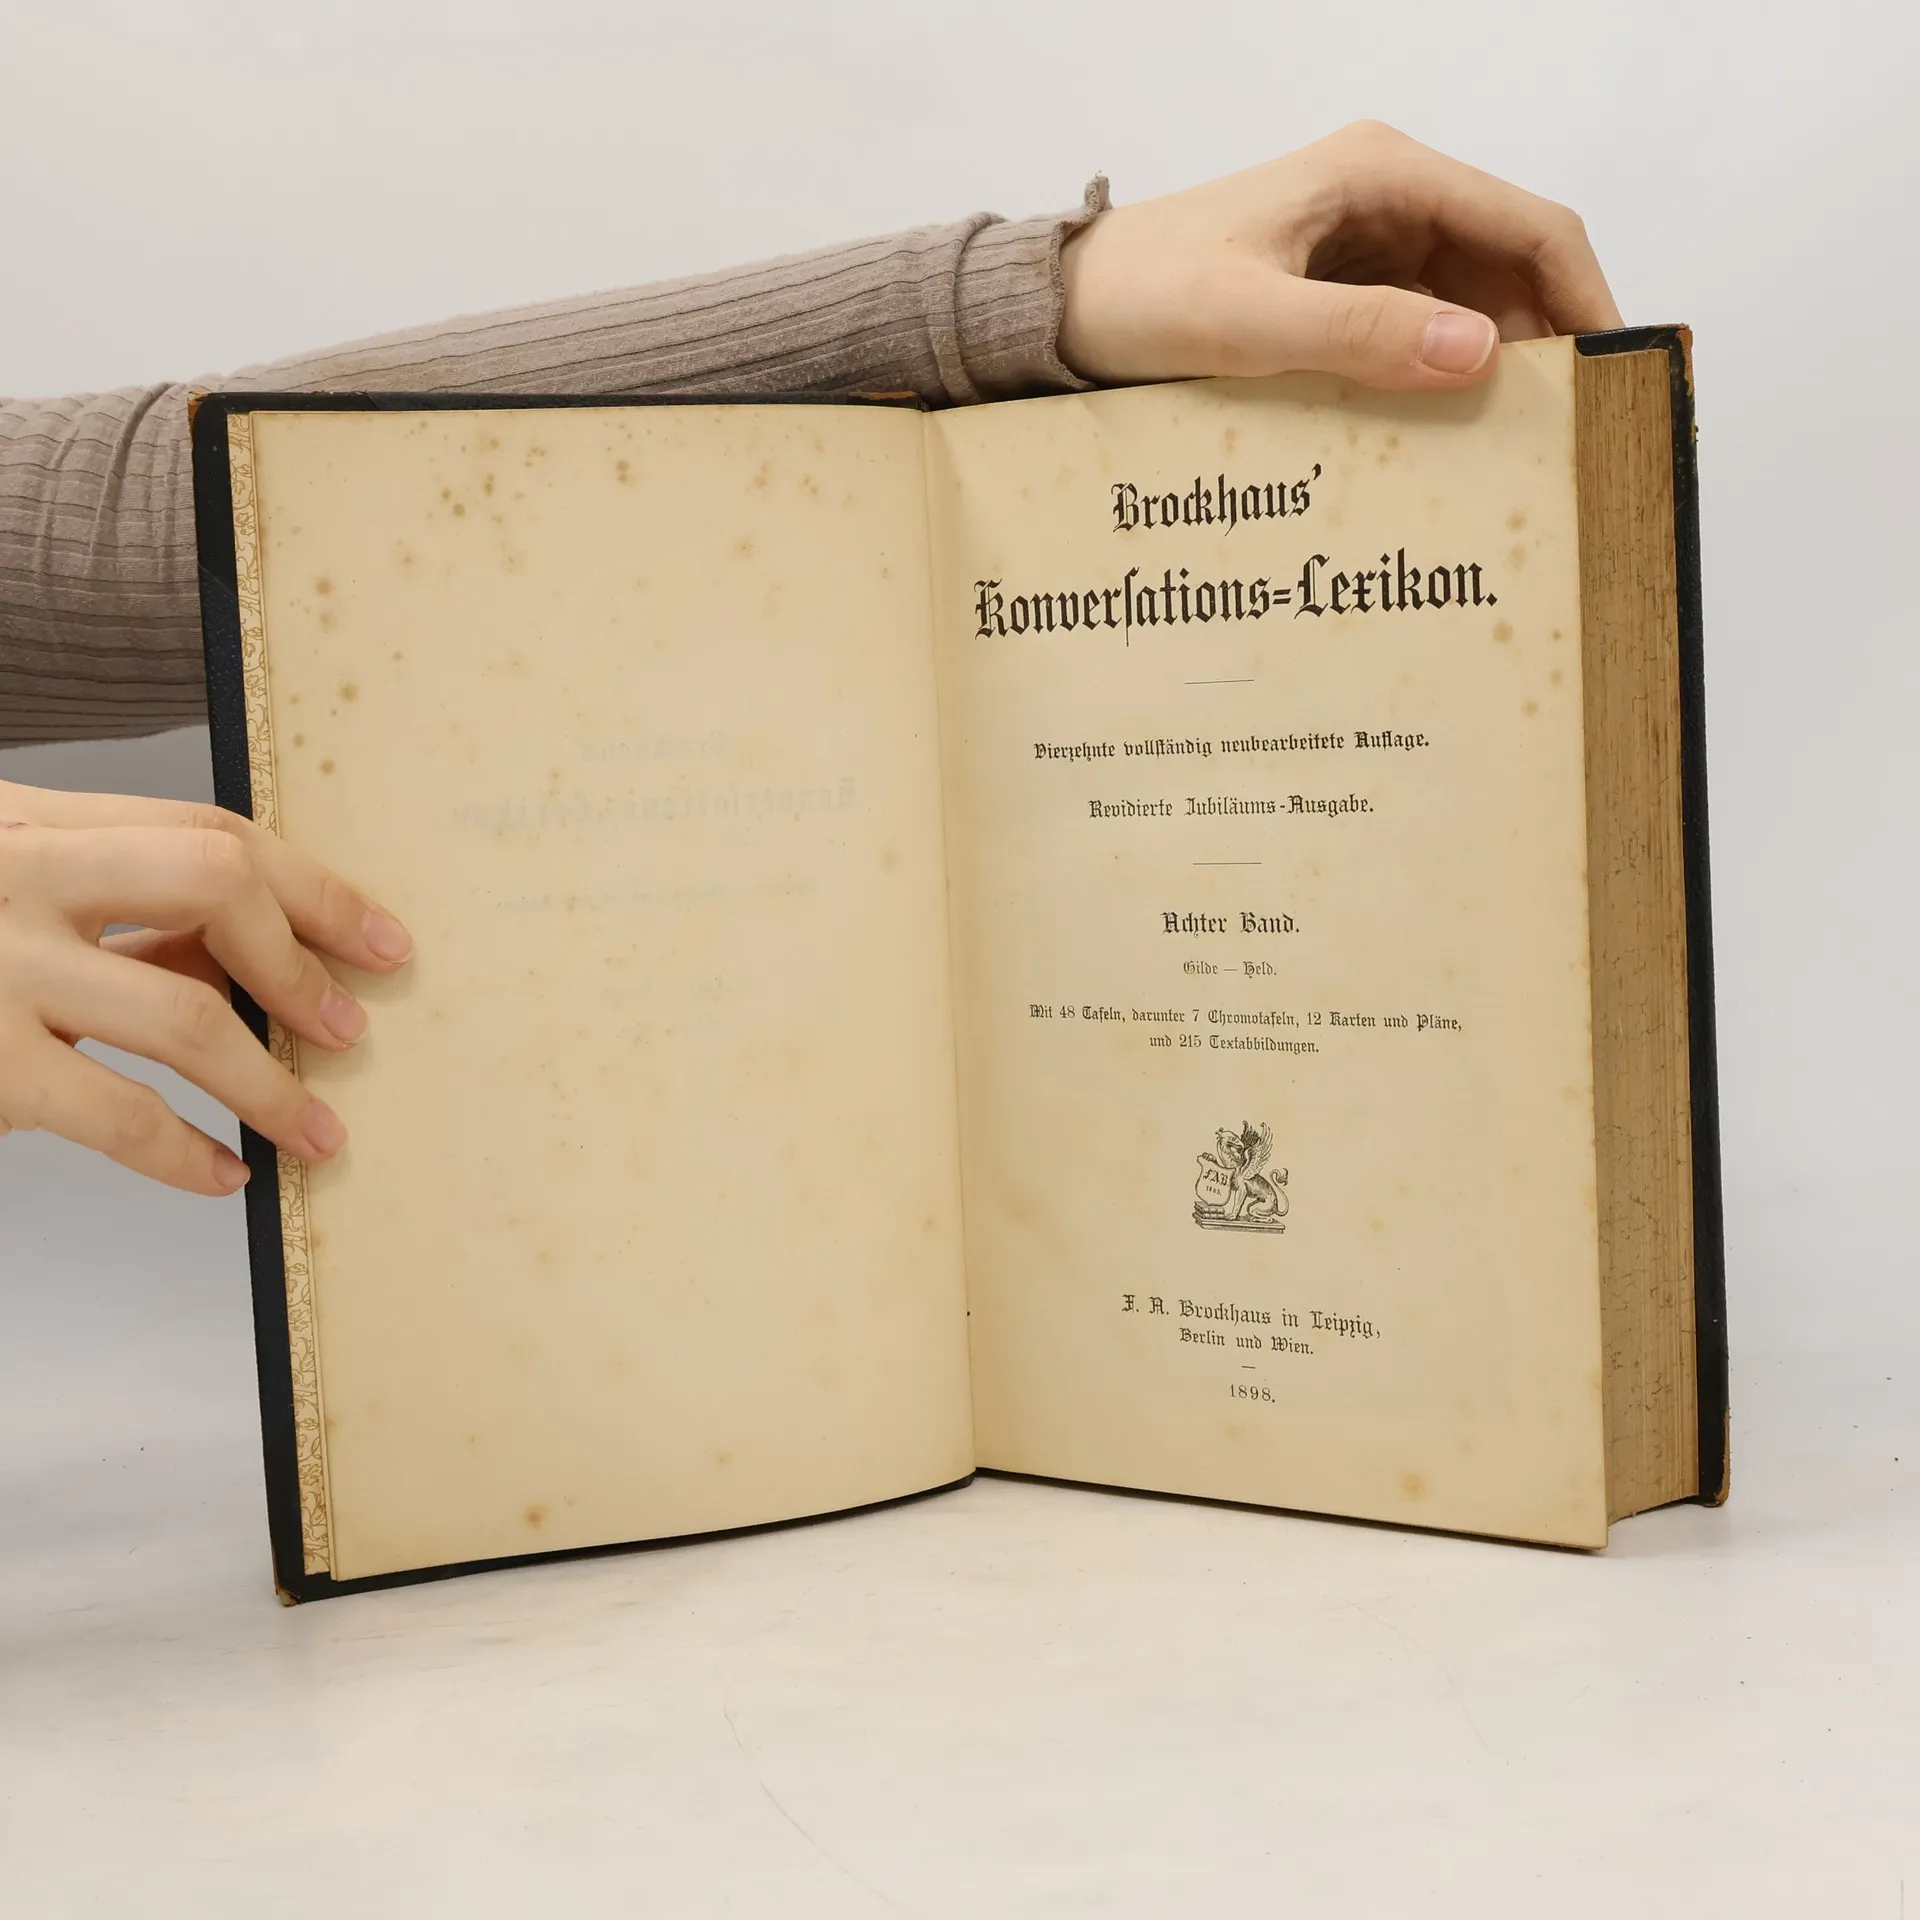 Brockhaus'
Konverſations=Lexikon.
Vierzehnte vollſtändig neubearbeitete Auflage.
Revidierte Jubiläums-Ausgabe.
Achter Band.
Gilde — Held.
Mit 48 Tafeln, darunter 7 Chromotafeln, 12 Karten und Pläne,
und 215 Textabbildungen.
F.A.B.
F. A. Brockhaus in Leipzig,
Berlin und Wien.
1898.